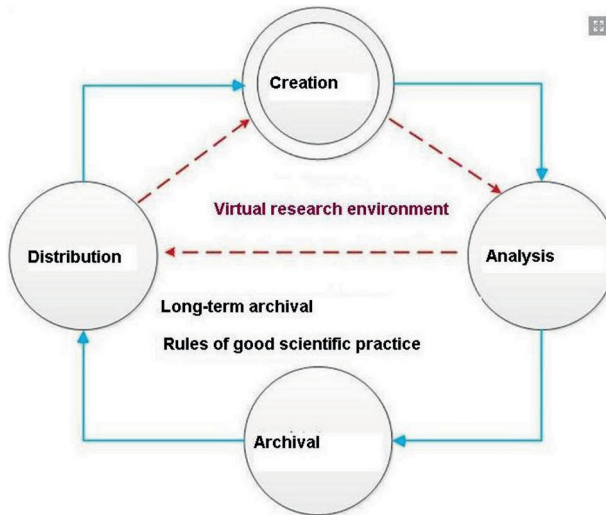 Creation
Virtual research environment
Distribution
Analysis
Long-term archival
Rules of good scientific practice
Archival